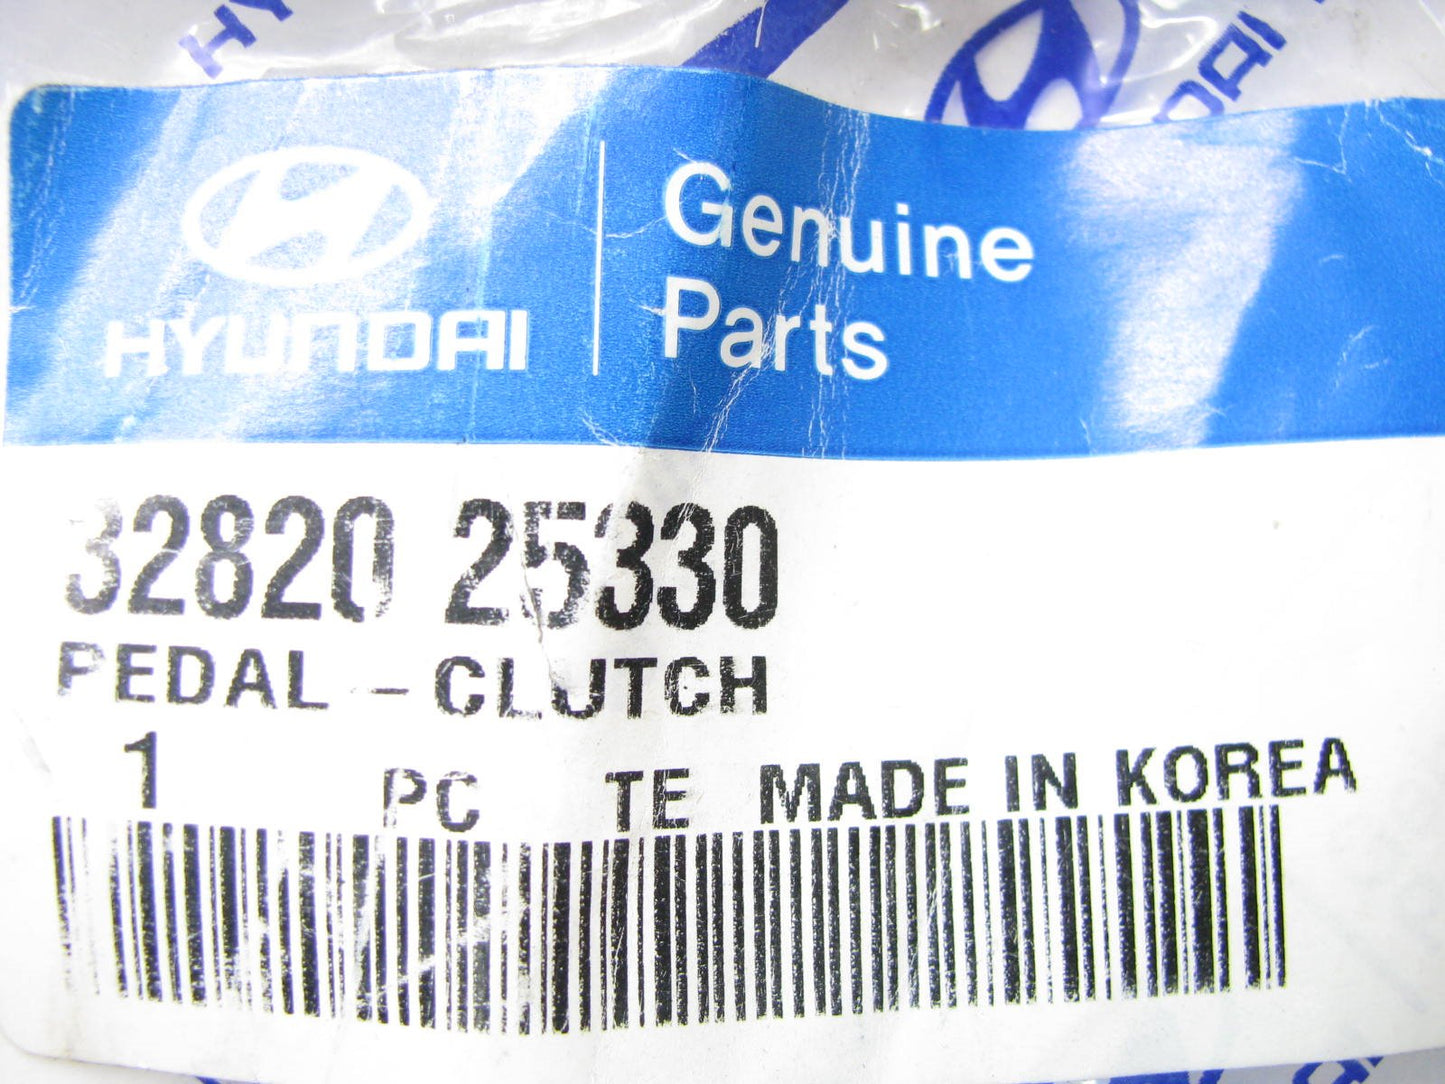 HYUNDAI
Genuine
Parts
32820 25330
PEDAL - CLUTCH
1 PC TE MADE IN KOREA